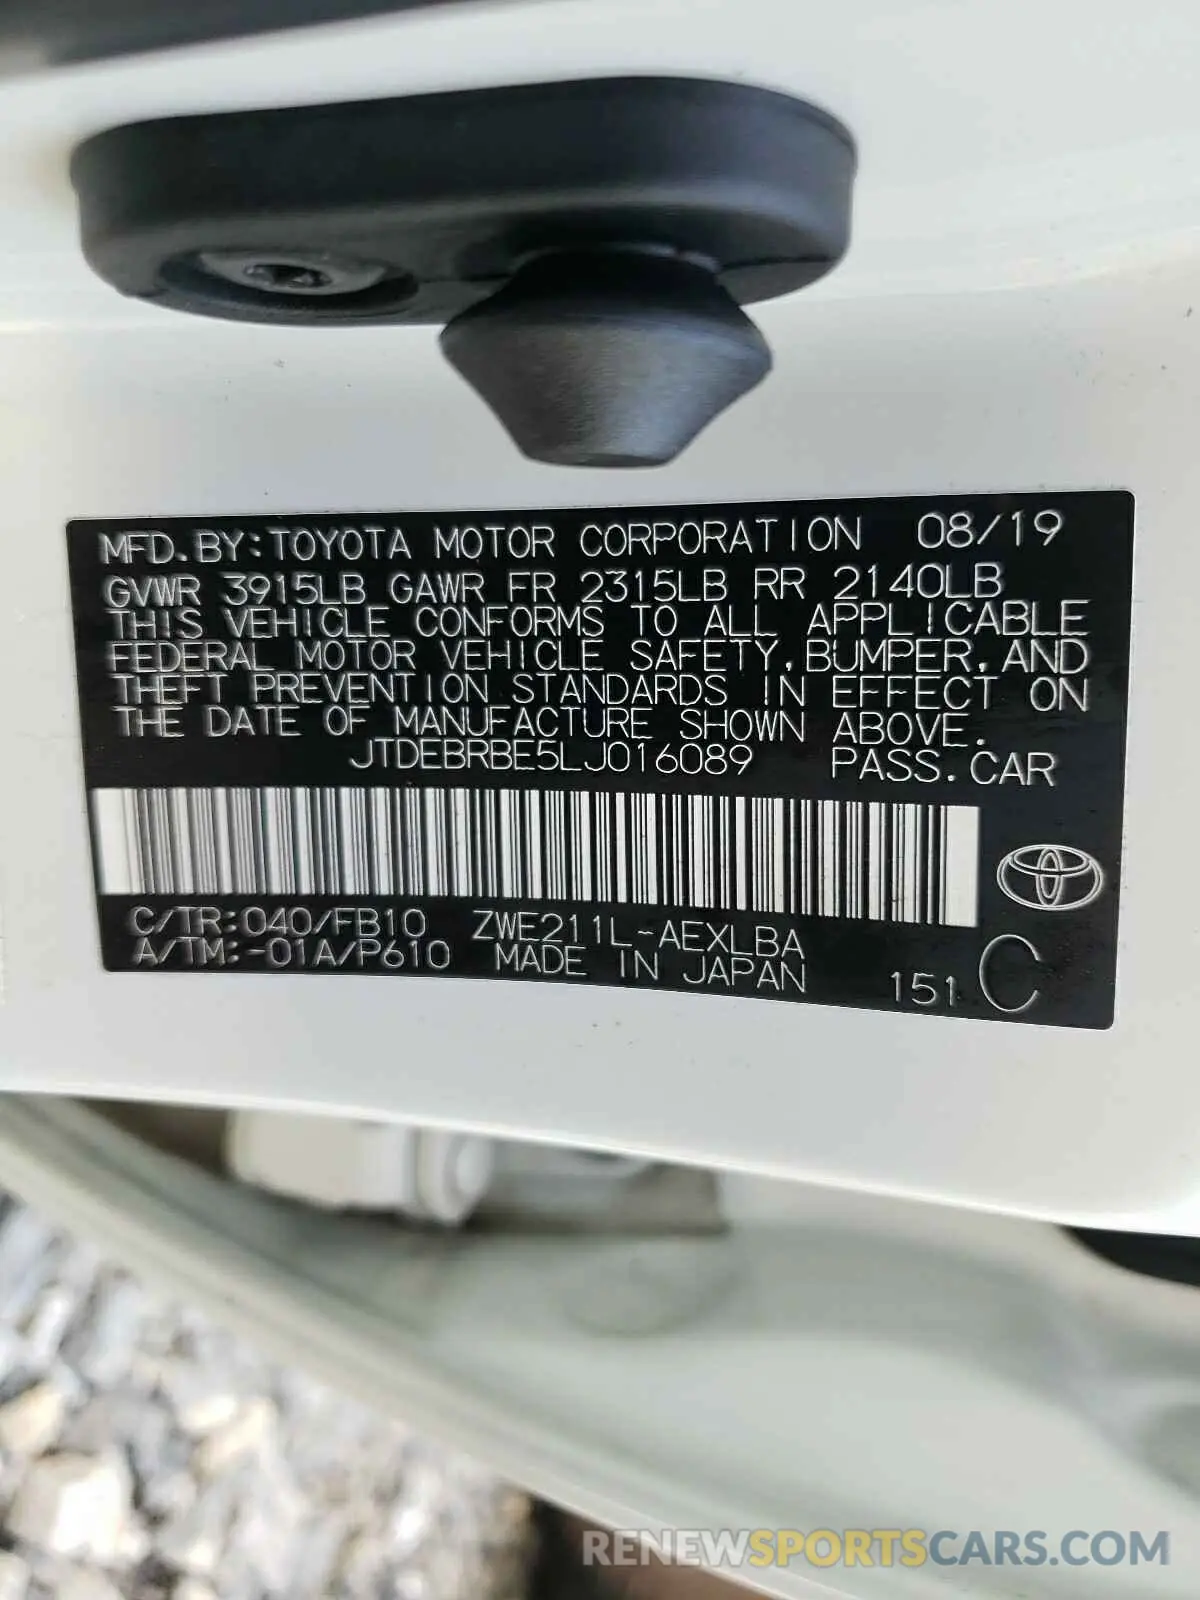 MFD.BY:TOYOTA MOTOR CORPORATION 08/19
GVWR 3915LB GAWR FR 2315LB RR 2140LB
THIS VEHICLE CONFORMS TO ALL APPLICABLE
FEDERAL MOTOR VEHICLE SAFETY,BUMPER,AND
THEFT PREVENTION STANDARDS IN EFFECT ON
THE DATE OF MANUFACTURE SHOWN ABOVE.
JTDEBRBE5LJ016089 PASS.CAR
C/TR:040/FB10 ZWE211L-AEXLBA
A/TM:-01A/P610 MADE IN JAPAN 151 C
RENEWSPORTSCARS.COM